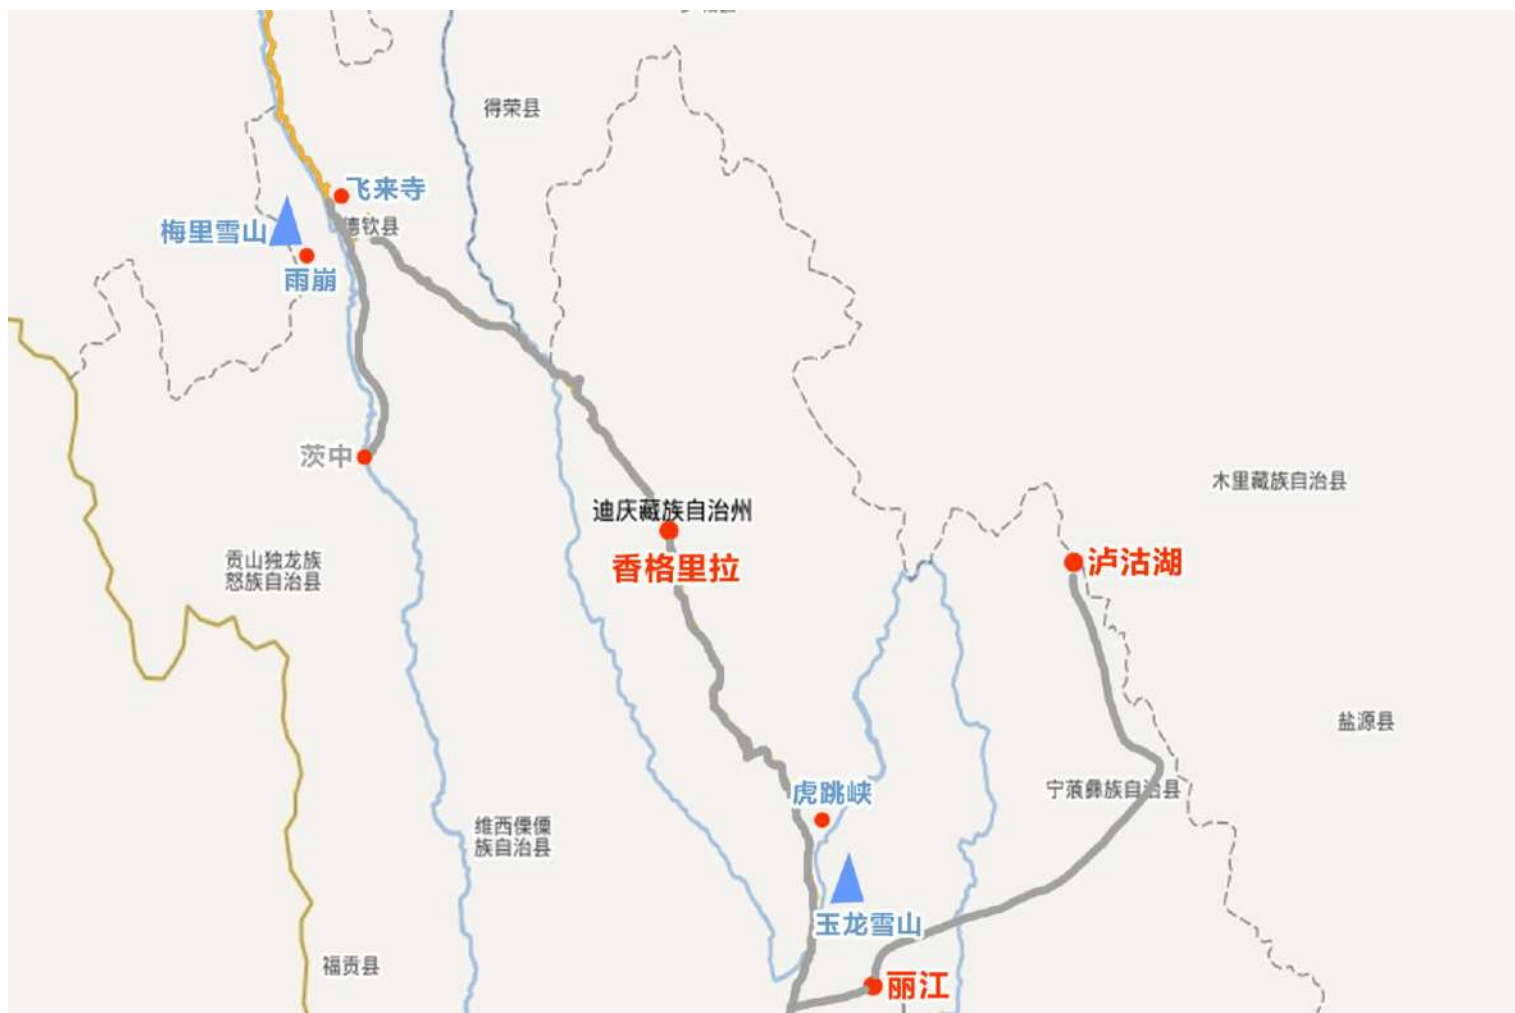 得荣县
飞来寺
德钦县
梅里雪山
雨崩
茨中
木里藏族自治县
迪庆藏族自治州
香格里拉
泸沽湖
贡山独龙族
怒族自治县
盐源县
宁蒗彝族自治县
虎跳峡
维西傈僳
族自治县
玉龙雪山
福贡县
丽江